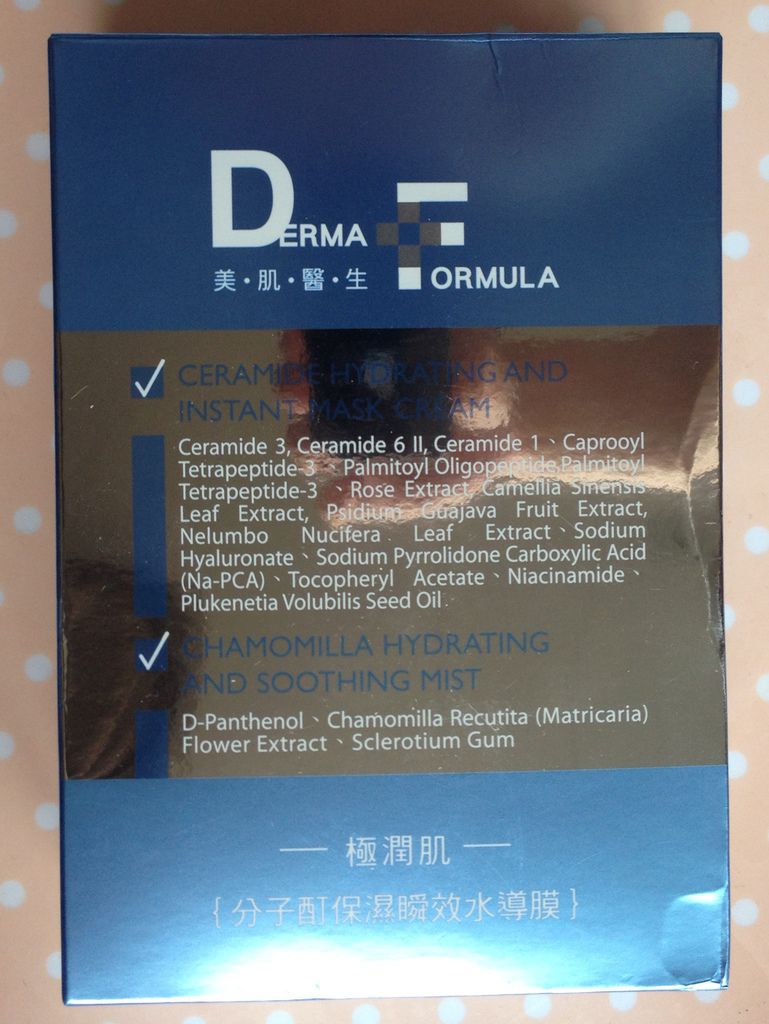 DERMA FORMULA
美・肌・醫・生
CERAMIDE HYDRATING AND
INSTANT MASK CREAM
Ceramide 3, Ceramide 6 II, Ceramide 1、Caprooyl
Tetrapeptide-3、Palmitoyl Oligopeptide,Palmitoyl
Tetrapeptide-3 、Rose Extract, Camellia Sinensis
Leaf Extract, Psidium Guajava Fruit Extract,
Nelumbo Nucifera Leaf Extract、Sodium
Hyaluronate、Sodium Pyrrolidone Carboxylic Acid
(Na-PCA)、Tocopheryl Acetate、Niacinamide、
Plukenetia Volubilis Seed Oil
CHAMOMILLA HYDRATING
AND SOOTHING MIST
D-Panthenol、Chamomilla Recutita (Matricaria)
Flower Extract、Sclerotium Gum
— 極潤肌 —
{分子酊保濕瞬效水導膜}